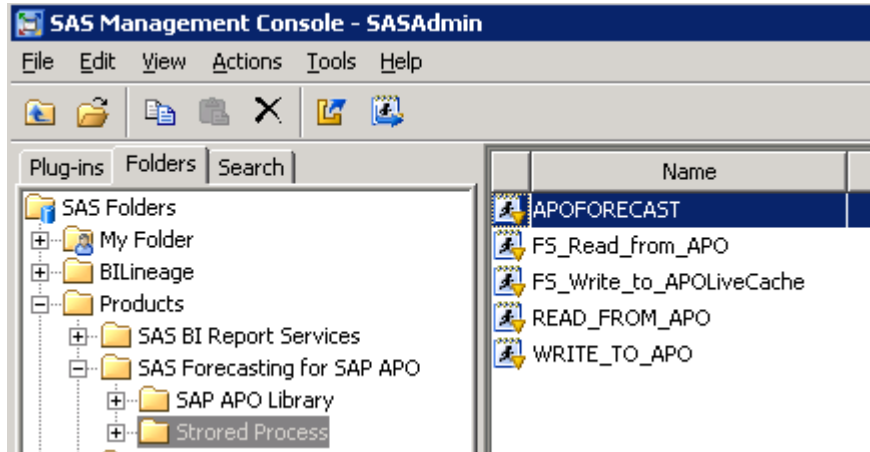 SAS Management Console - SASAdmin
File Edit View Actions Tools Help
Plug-ins Folders Search
SAS Folders
My Folder
BILineage
Products
SAS BI Report Services
SAS Forecasting for SAP APO
SAP APO Library
Strored Process
Name
APOFORECAST
FS_Read_from_APO
FS_Write_to_APOLiveCache
READ_FROM_APO
WRITE_TO_APO